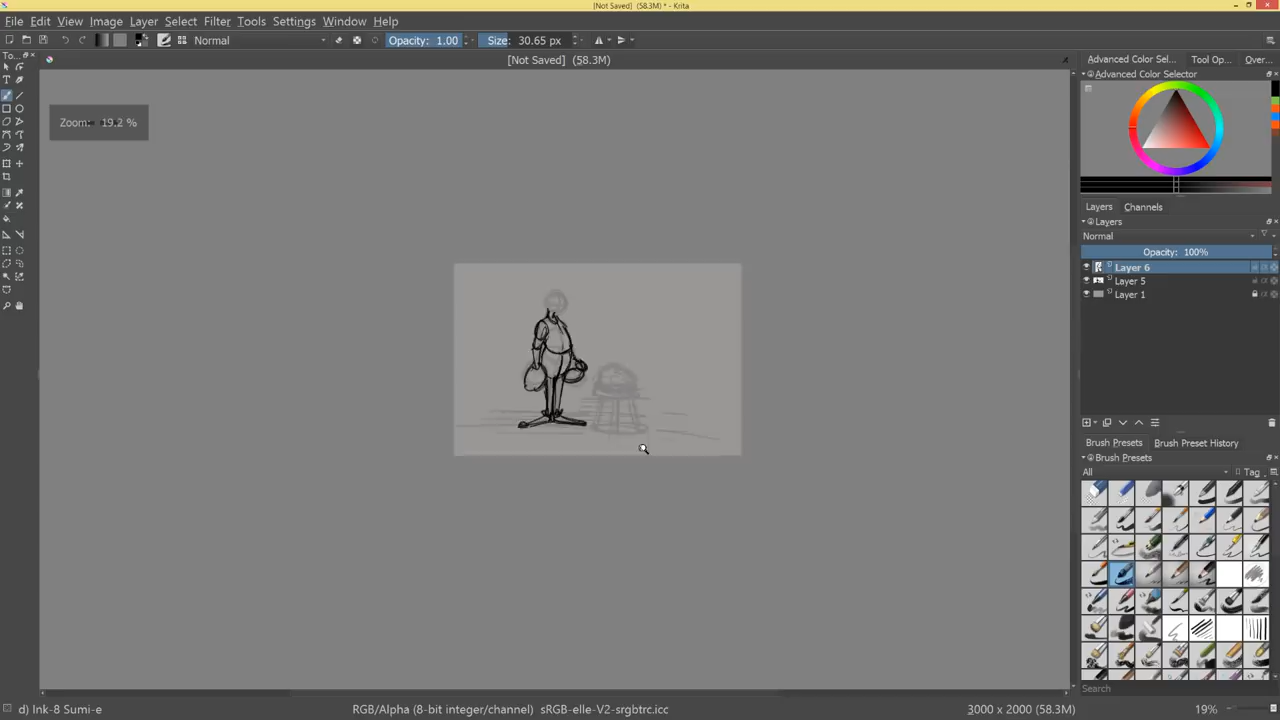 [Not Saved] (58.3M) * - Krita
File Edit View Image Layer Select Filter Tools Settings Window Help
Normal Opacity: 1.00 Size: 30.65 px
To... [Not Saved] (58.3M) Advanced Color Sel... Tool Op... Over...
Advanced Color Selector
Zoom: 19.2 %
Layers Channels
Layers
Normal
Opacity: 100%
Layer 6
Layer 5
Layer 1
Brush Presets Brush Preset History
Brush Presets
All Tag
Search
d) Ink-8 Sumi-e RGB/Alpha (8-bit integer/channel) sRGB-elle-V2-srgbtrc.icc 3000 x 2000 (58.3M) 19%